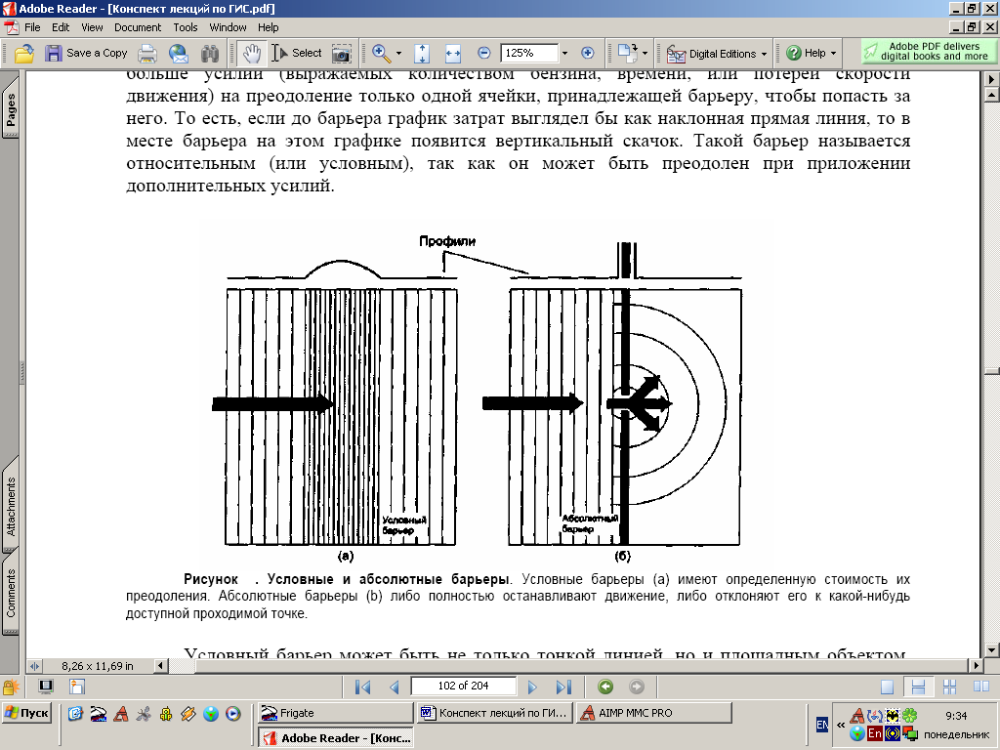 Adobe Reader - [Конспект лекций по ГИС.pdf]
File Edit View Document Tools Window Help
Save a Copy Select 125% Digital Editions Help Adobe PDF delivers
digital books and more
Pages
Attachments
Comments
больше усилий (выражаемых количеством бензина, времени, или потерей скорости
движения) на преодоление только одной ячейки, принадлежащей барьеру, чтобы попасть за
него. То есть, если до барьера график затрат выглядел бы как наклонная прямая линия, то в
месте барьера на этом графике появится вертикальный скачок. Такой барьер называется
относительным (или условным), так как он может быть преодолен при приложении
дополнительных усилий.
Профили
Условный
барьер
Абсолютный
барьер
(а) (б)
Рисунок . Условные и абсолютные барьеры. Условные барьеры (a) имеют определенную стоимость их
преодоления. Абсолютные барьеры (b) либо полностью останавливают движение, либо отклоняют его к какой-нибудь
доступной проходимой точке.
Условный барьер может быть не только тонкой линией, но и площадным объектом.
8,26 x 11,69 in
102 of 204
Пуск Frigate Конспект лекций по ГИ... AIMP MMC PRO EN « 9:34
Adobe Reader - [Конс... En понедельник